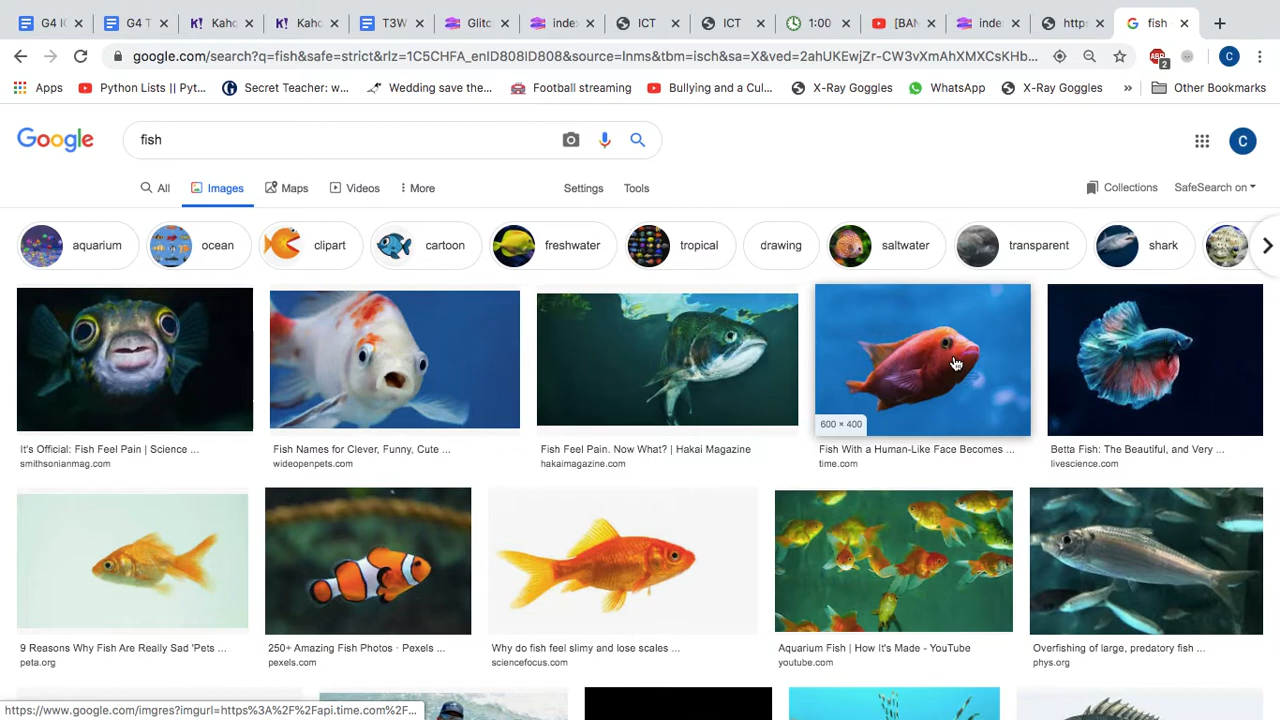 G4 IC
G4 T
Kaho
Kaho
T3W
Glitc
index
ICT
ICT
1:00
[BAN
index
https
fish
google.com/search?q=fish&safe=strict&rlz=1C5CHFA_enID808ID808&source=lnms&tbm=isch&sa=X&ved=2ahUKEwjZr-CW3vXmAhXMXCsKHb...
2
C
Apps
Python Lists || Pyt...
Secret Teacher: w...
Wedding save the...
Football streaming
Bullying and a Cul...
X-Ray Goggles
WhatsApp
X-Ray Goggles
»
Other Bookmarks
Google
fish
C
All
Images
Maps
Videos
More
Settings
Tools
Collections
SafeSearch on
aquarium
ocean
clipart
cartoon
freshwater
tropical
drawing
saltwater
transparent
shark
600 × 400
It's Official: Fish Feel Pain | Science ...
smithsonianmag.com
Fish Names for Clever, Funny, Cute ...
wideopenpets.com
Fish Feel Pain. Now What? | Hakai Magazine
hakaimagazine.com
Fish With a Human-Like Face Becomes ...
time.com
Betta Fish: The Beautiful, and Very ...
livescience.com
9 Reasons Why Fish Are Really Sad 'Pets ...
peta.org
250+ Amazing Fish Photos · Pexels ...
pexels.com
Why do fish feel slimy and lose scales ...
sciencefocus.com
Aquarium Fish | How It's Made - YouTube
youtube.com
Overfishing of large, predatory fish ...
phys.org
https://www.google.com/imgres?imgurl=https%3A%2F%2Fapi.time.com%2F...